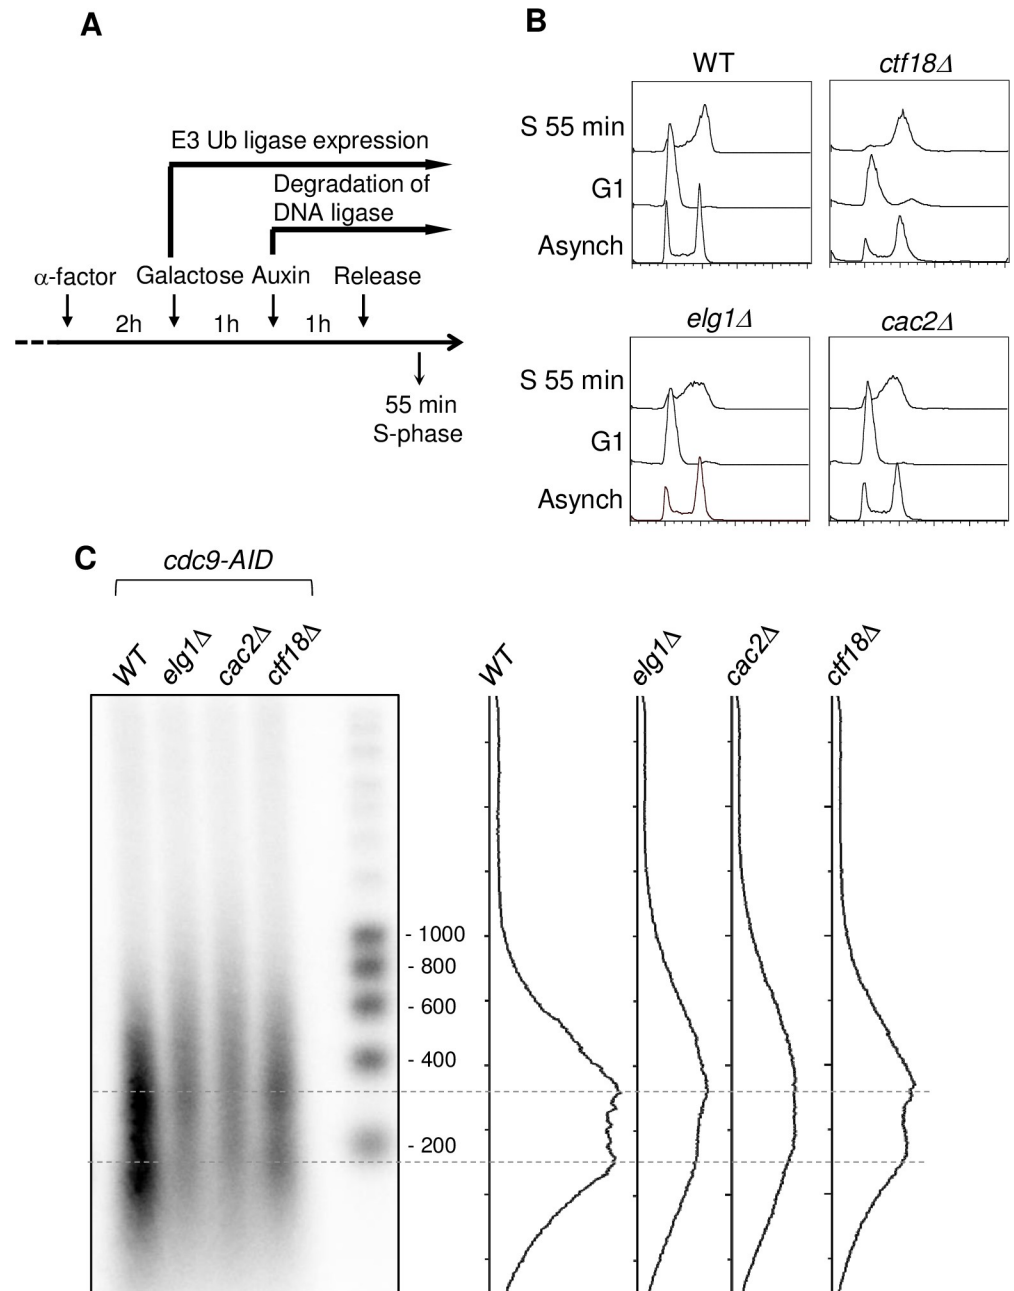 A
E3 Ub ligase expression
Degradation of
DNA ligase
α-factor Galactose Auxin Release
2h 1h 1h
55 min
S-phase
B
WT ctf18Δ
S 55 min
G1
Asynch
elg1Δ cac2Δ
S 55 min
G1
Asynch
C
cdc9-AID
WT elg1Δ cac2Δ ctf18Δ
WT elg1Δ cac2Δ ctf18Δ
- 1000
- 800
- 600
- 400
- 200